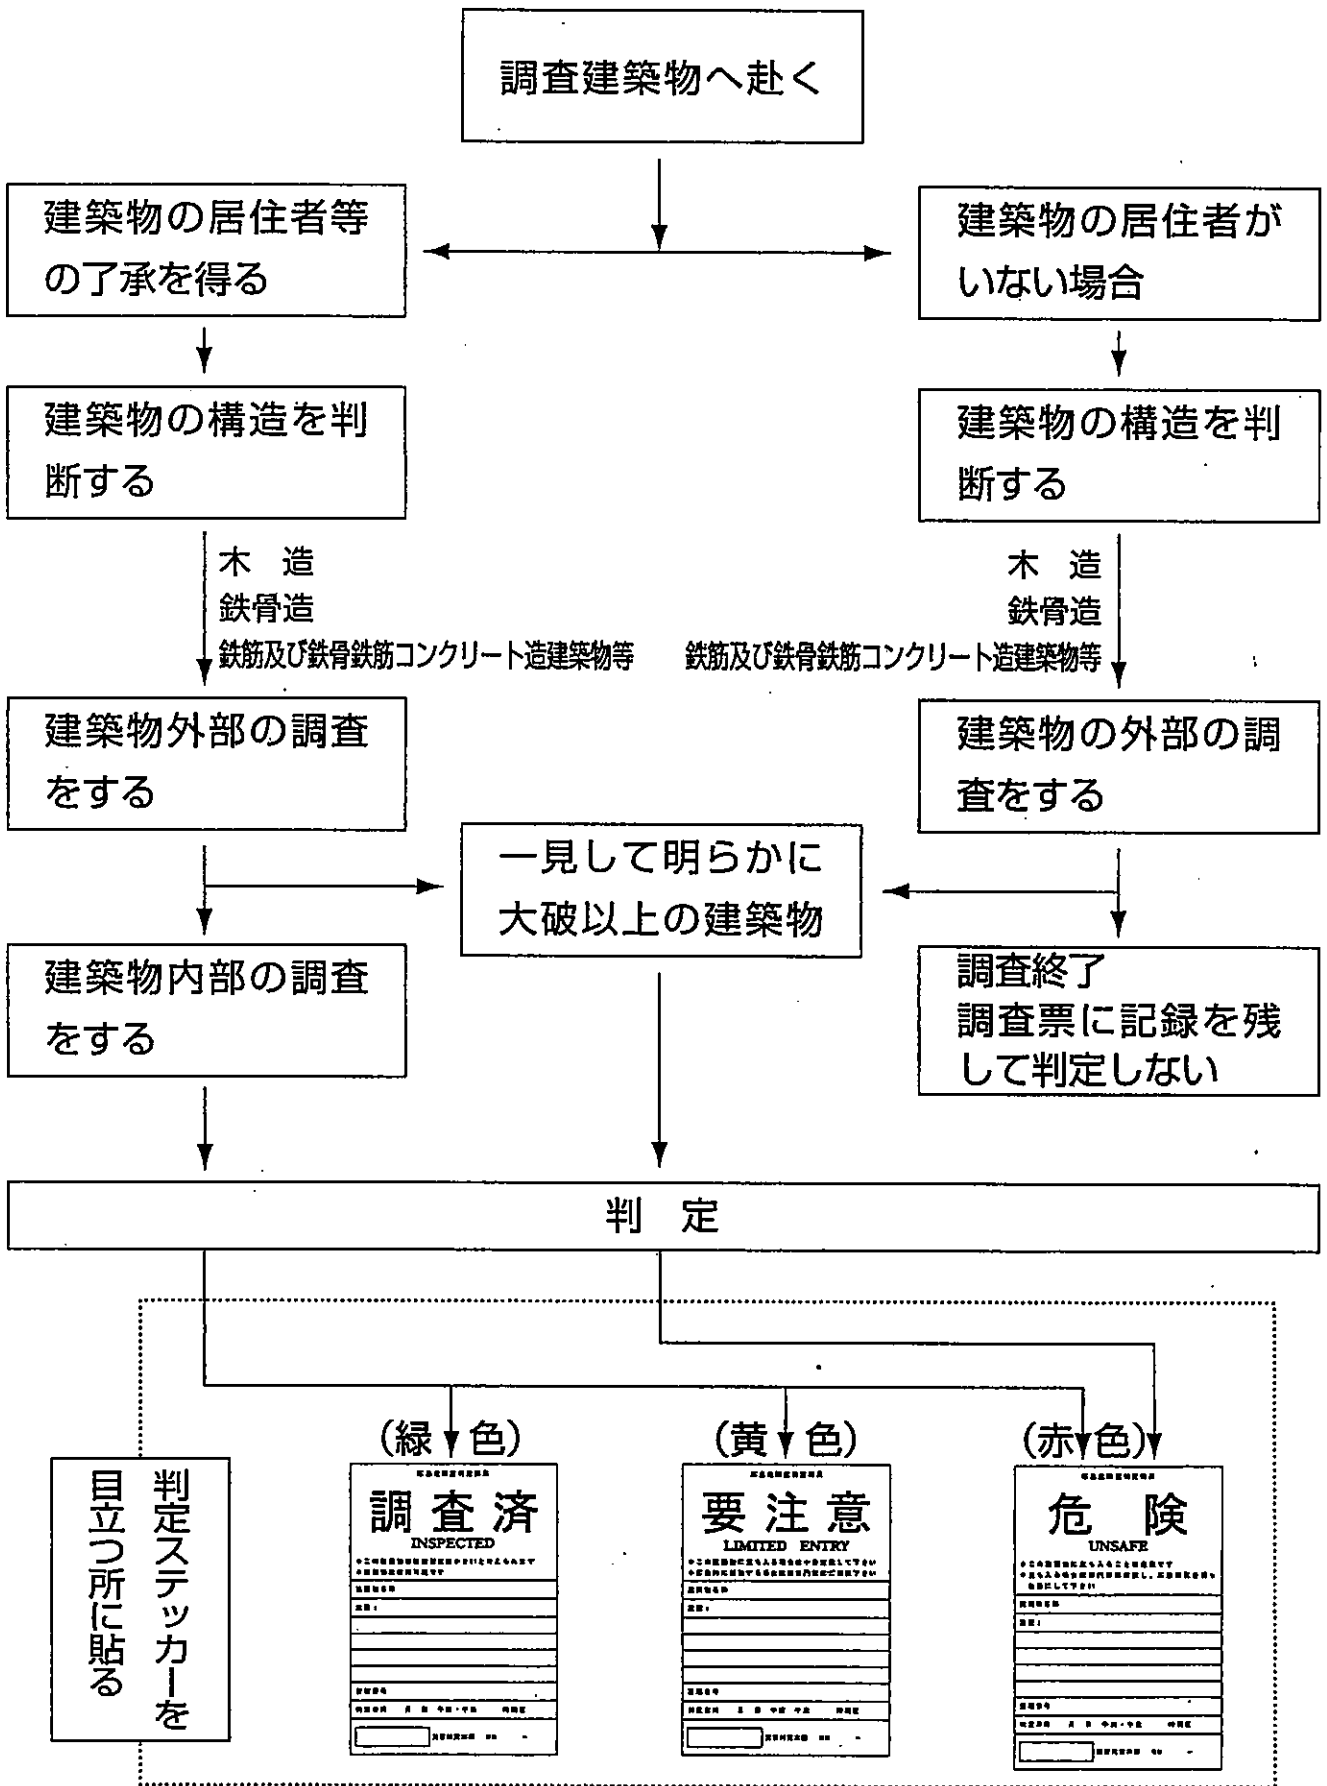 調査建築物へ赴く
建築物の居住者等
の了承を得る
建築物の居住者が
いない場合
建築物の構造を判
断する
建築物の構造を判
断する
木 造
鉄骨造
鉄筋及び鉄骨鉄筋コンクリート造建築物等
木 造
鉄骨造
鉄筋及び鉄骨鉄筋コンクリート造建築物等
建築物外部の調査
をする
建築物の外部の調
査をする
一見して明らかに
大破以上の建築物
建築物内部の調査
をする
調査終了
調査票に記録を残
して判定しない
判 定
(緑 色)
(黄 色)
(赤 色)
判定ステッカーを
目立つ所に貼る
調査済
INSPECTED
要注意
LIMITED ENTRY
危 険
UNSAFE